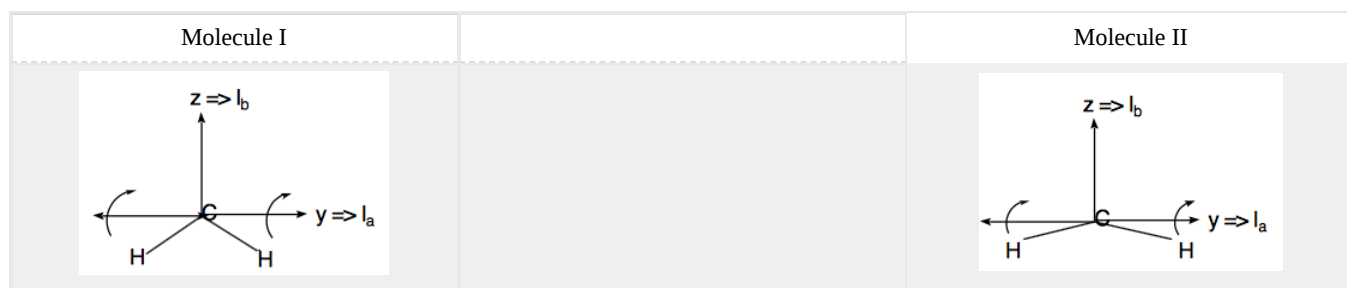 Molecule I
Molecule II
z => Ib
C
y => Ia
H
H
z => Ib
C
y => Ia
H
H